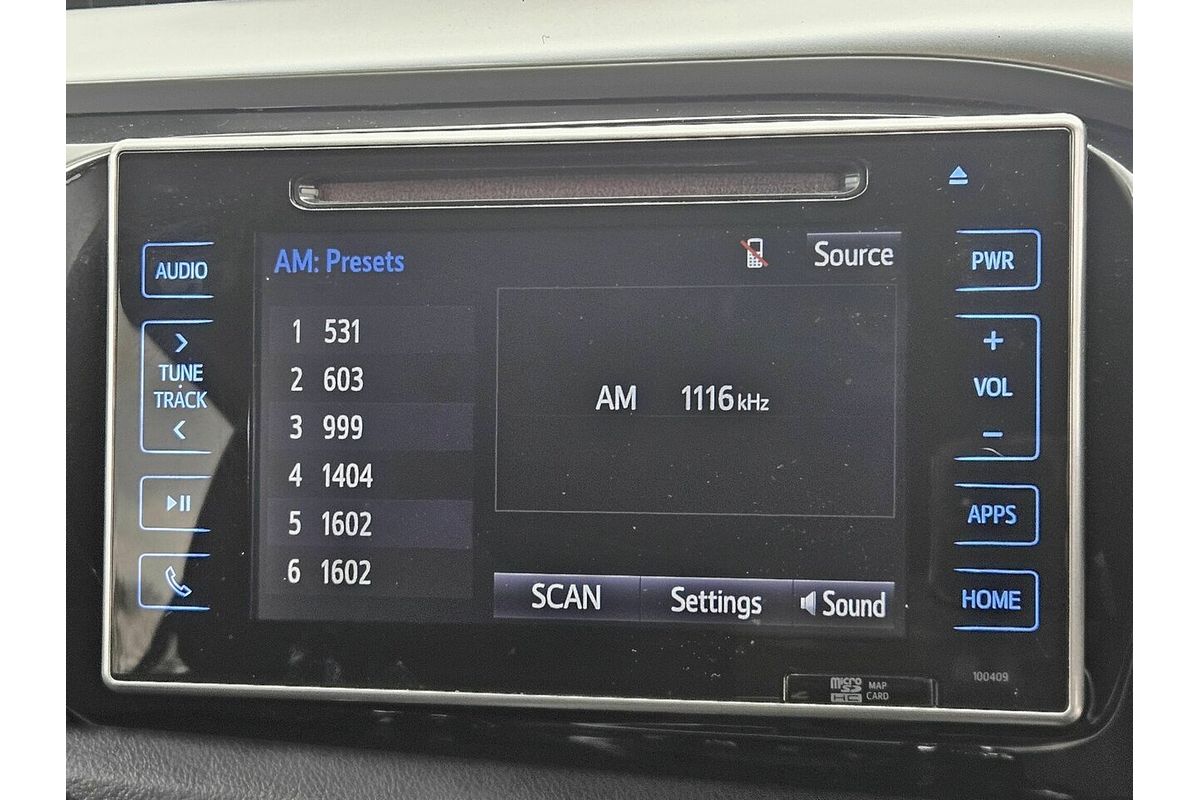 AUDIO
>
TUNE
TRACK
<
AM: Presets
Source
1 531
2 603
3 999
4 1404
5 1602
6 1602
AM 1116 kHz
SCAN
Settings
Sound
PWR
+
VOL
-
APPS
HOME
micro
SD
HC
MAP
CARD
100409